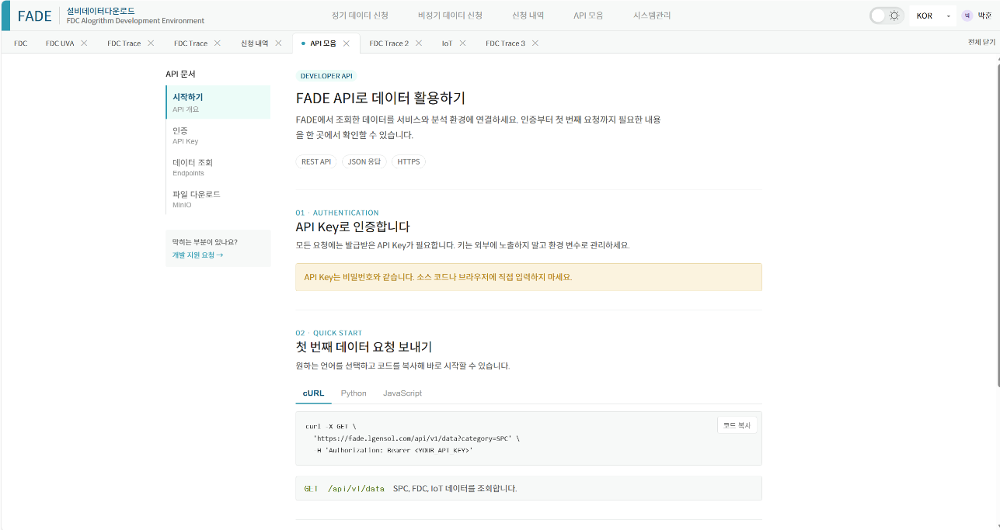 FADE
설비데이터다운로드
FDC Alogrithm Development Environment
정기 데이터 신청
비정기 데이터 신청
신청 내역
API 모음
시스템관리
KOR
박
박훈
FDC
FDC UVA
FDC Trace
FDC Trace
신청 내역
API 모음
FDC Trace 2
IoT
FDC Trace 3
전체 닫기
API 문서
시작하기
API 개요
인증
API Key
데이터 조회
Endpoints
파일 다운로드
MinIO
막히는 부분이 있나요?
개발 지원 요청 →
DEVELOPER API
FADE API로 데이터 활용하기
FADE에서 조회한 데이터를 서비스와 분석 환경에 연결하세요. 인증부터 첫 번째 요청까지 필요한 내용
을 한 곳에서 확인할 수 있습니다.
REST API
JSON 응답
HTTPS
01 · AUTHENTICATION
API Key로 인증합니다
모든 요청에는 발급받은 API Key가 필요합니다. 키는 외부에 노출하지 말고 환경 변수로 관리하세요.
API Key는 비밀번호와 같습니다. 소스 코드나 브라우저에 직접 입력하지 마세요.
02 · QUICK START
첫 번째 데이터 요청 보내기
원하는 언어를 선택하고 코드를 복사해 바로 시작할 수 있습니다.
cURL
Python
JavaScript
코드 복사
curl -X GET \
'https://fade.lgensol.com/api/v1/data?category=SPC' \
-H 'Authorization: Bearer <YOUR_API_KEY>'
GET /api/v1/data SPC, FDC, IoT 데이터를 조회합니다.